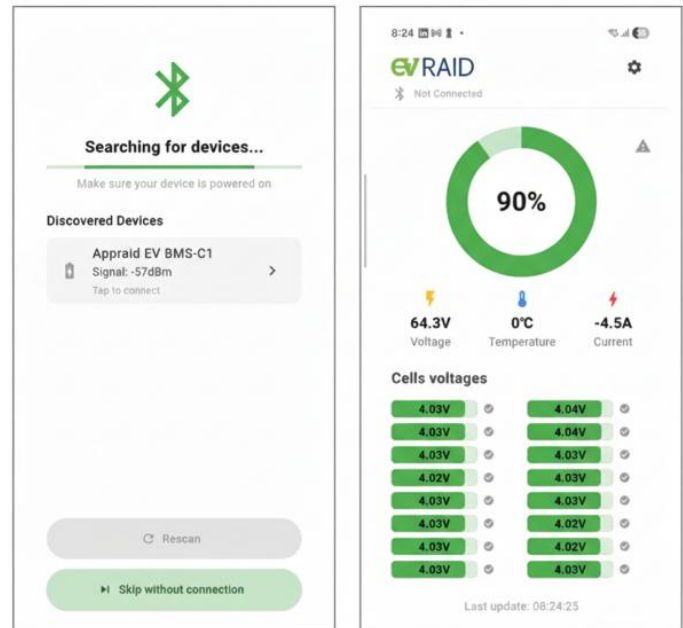 Searching for devices...
Make sure your device is powered on
Discovered Devices
Appraid EV BMS-C1
Signal: -57dBm
Tap to connect
Rescan
Skip without connection
8:24
EVRAID
Not Connected
90%
64.3V 0°C -4.5A
Voltage Temperature Current
Cells voltages
4.03V 4.04V
4.03V 4.04V
4.03V 4.03V
4.02V 4.03V
4.03V 4.03V
4.03V 4.02V
4.03V 4.02V
4.03V 4.03V
Last update: 08:24:25